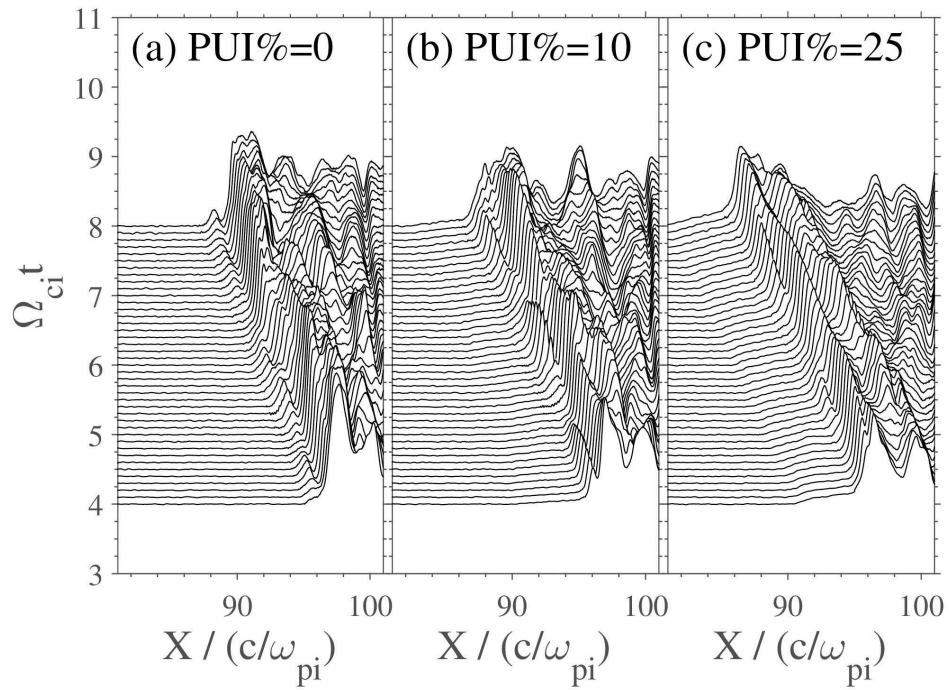 (a) PUI%=0 (b) PUI%=10 (c) PUI%=25
11
10
9
8
7
6
5
4
3
Ω_ci t
90 100 90 100 90 100
X / (c/ω_pi) X / (c/ω_pi) X / (c/ω_pi)